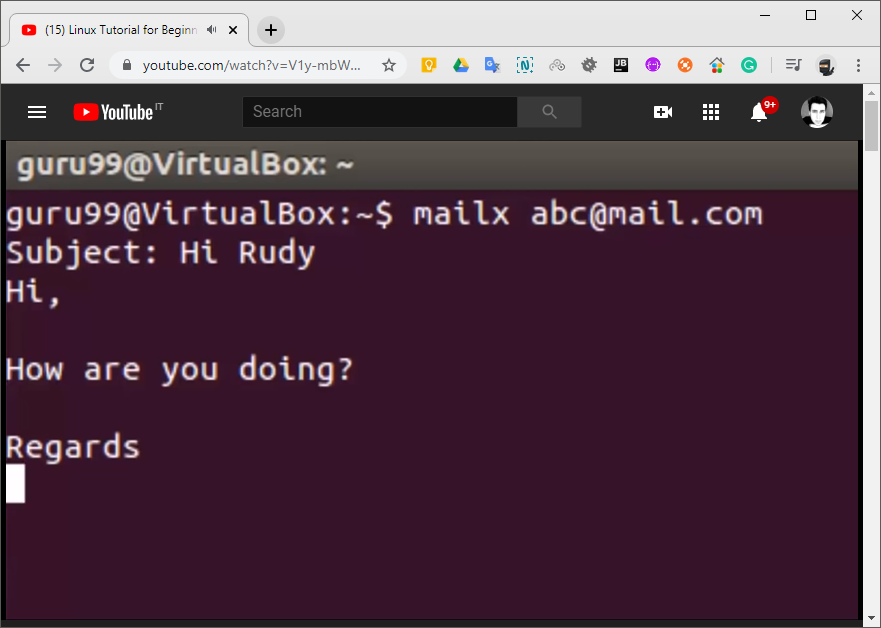 (15) Linux Tutorial for Beginn
youtube.com/watch?v=V1y-mbW...
JB
N
YouTube IT
Search
9+
guru99@VirtualBox: ~
guru99@VirtualBox:~$ mailx abc@mail.com
Subject: Hi Rudy
Hi,
How are you doing?
Regards